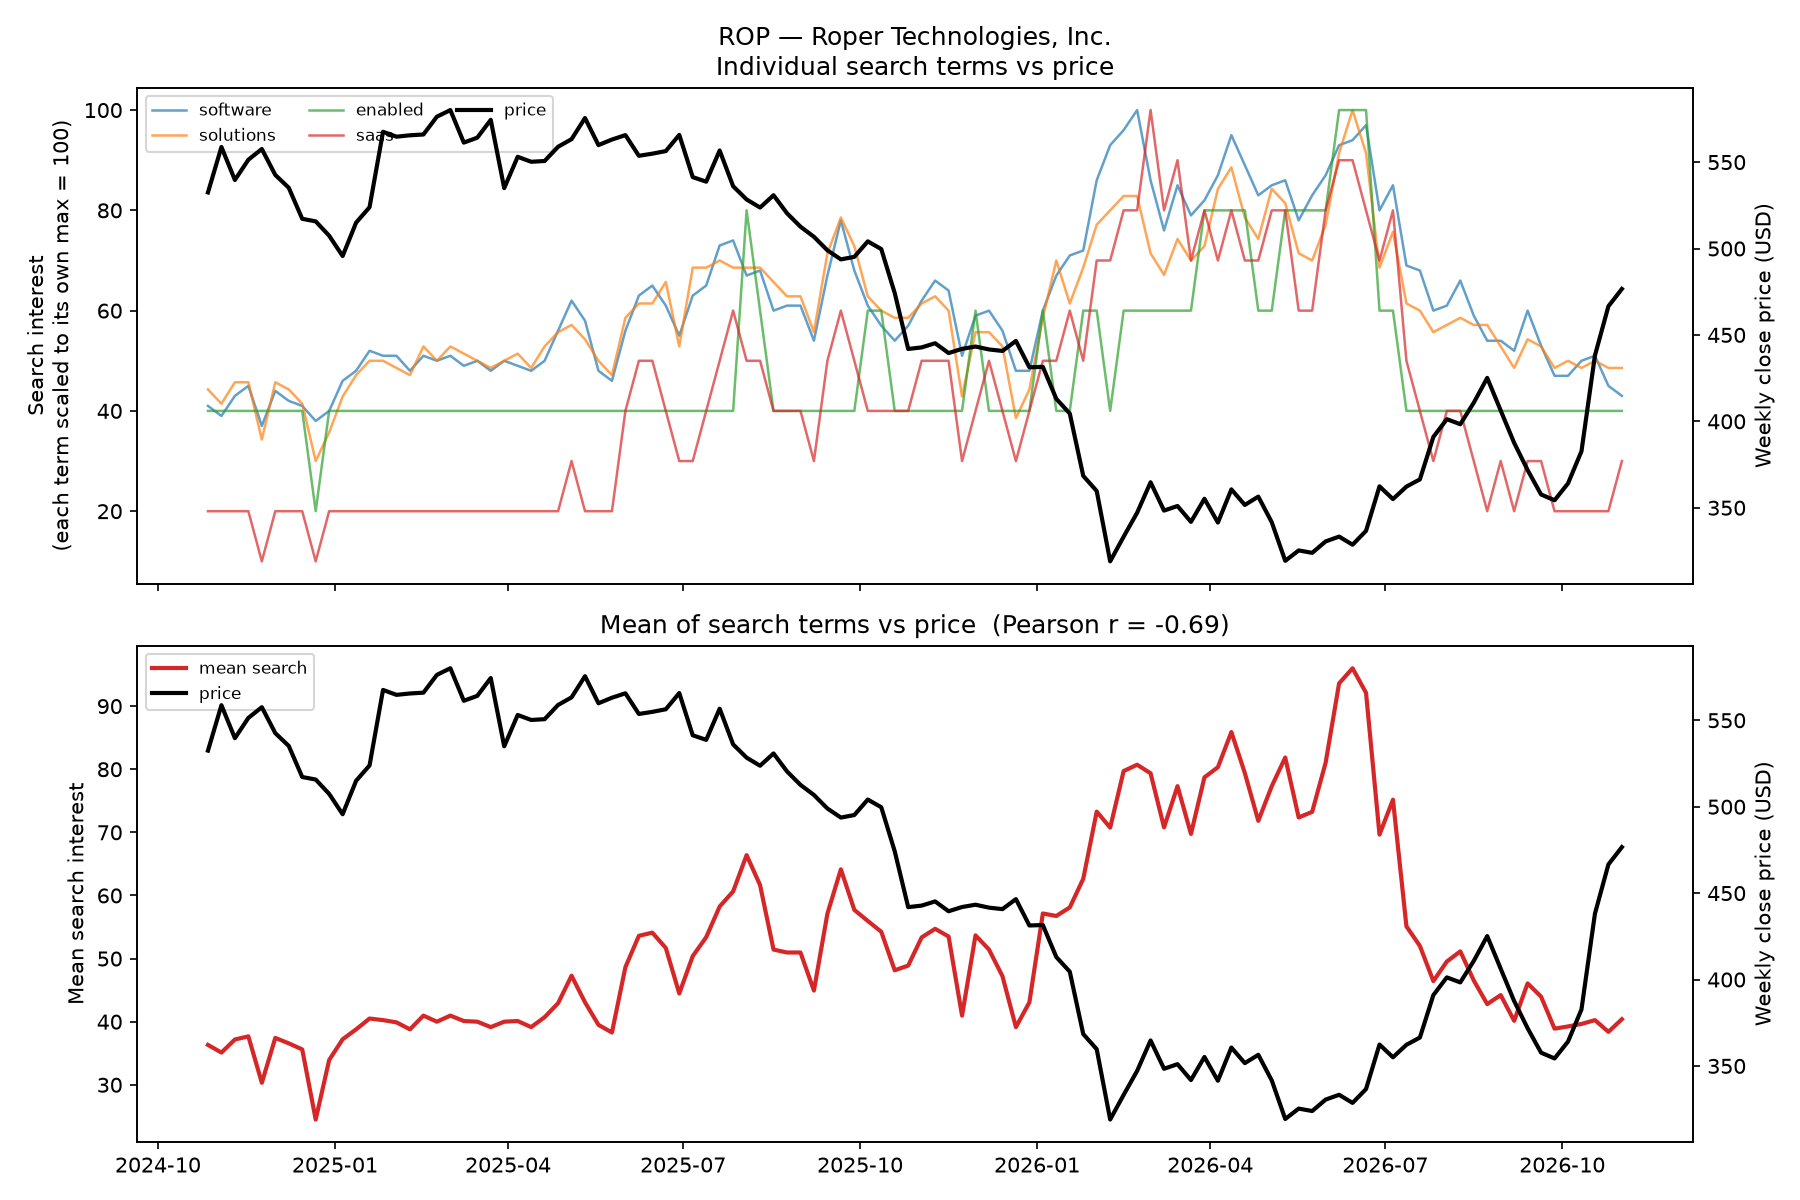 ROP — Roper Technologies, Inc.
Individual search terms vs price
software
solutions
enabled
saas
price
100
80
60
40
20
Search interest
(each term scaled to its own max = 100)
550
500
450
400
350
Weekly close price (USD)
Mean of search terms vs price  (Pearson r = -0.69)
mean search
price
90
80
70
60
50
40
30
Mean search interest
550
500
450
400
350
Weekly close price (USD)
2024-10 2025-01 2025-04 2025-07 2025-10 2026-01 2026-04 2026-07 2026-10